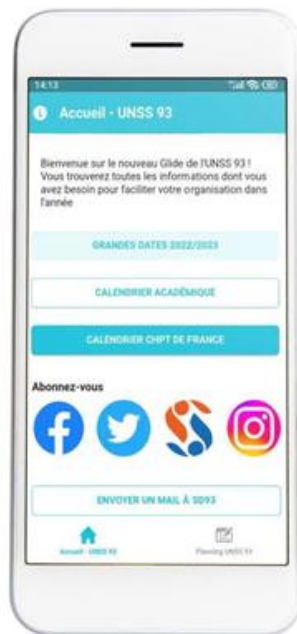 14:13
Accueil - UNSS 93
Bienvenue sur le nouveau Glide de l'UNSS 93 !
Vous trouverez toutes les informations dont vous
avez besoin pour faciliter votre organisation dans
l'année
GRANDES DATES 2022/2023
CALENDRIER ACADÉMIQUE
CALENDRIER CHPT DE FRANCE
Abonnez-vous
ENVOYER UN MAIL À SD93
Accueil - UNSS 93
Planning UNSS 93